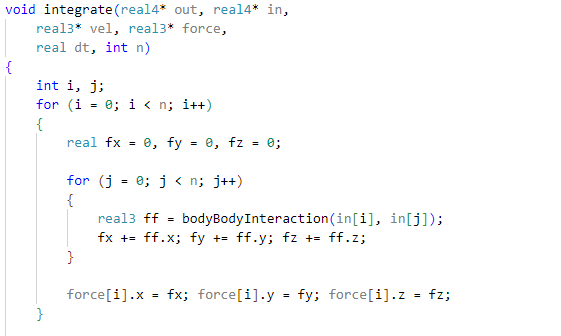 void integrate(real4* out, real4* in,
    real3* vel, real3* force,
    real dt, int n)
{
    int i, j;
    for (i = 0; i < n; i++)
    {
        real fx = 0, fy = 0, fz = 0;

        for (j = 0; j < n; j++)
        {
            real3 ff = bodyBodyInteraction(in[i], in[j]);
            fx += ff.x; fy += ff.y; fz += ff.z;
        }

        force[i].x = fx; force[i].y = fy; force[i].z = fz;
    }